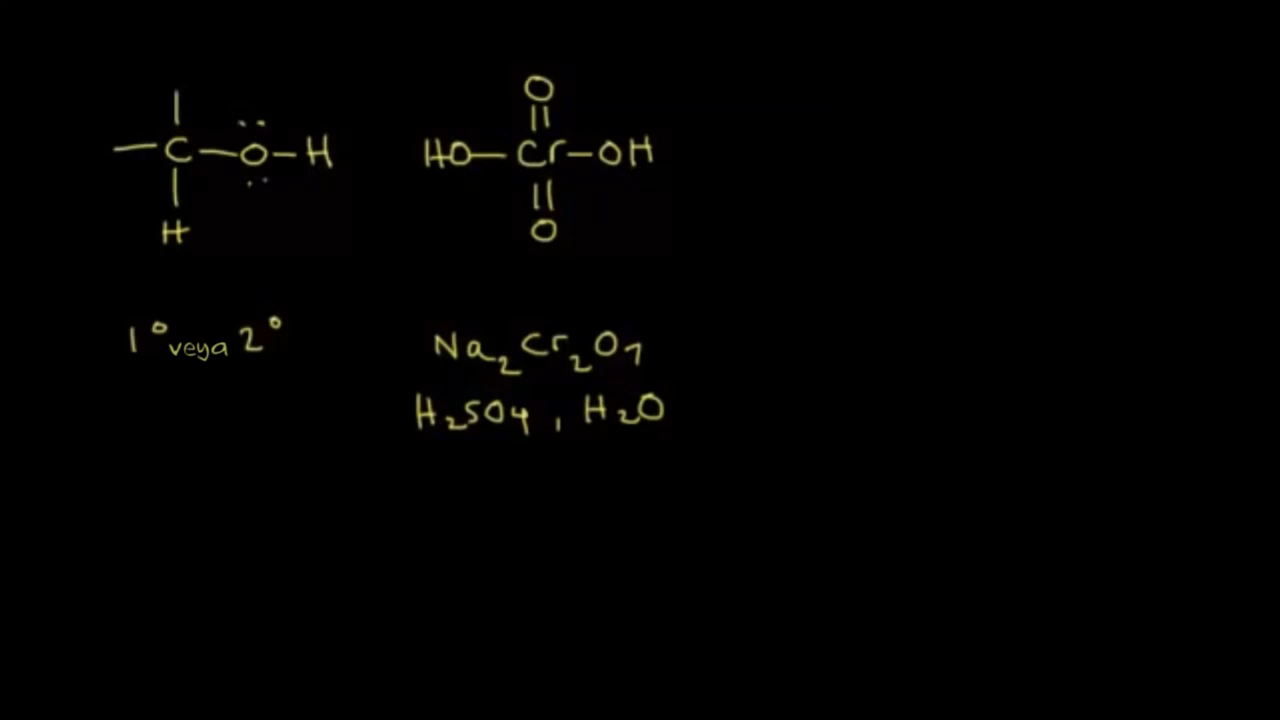 O
C—O—H HO—Cr—OH
H O
1° veya 2° Na₂Cr₂O₇
H₂SO₄, H₂O